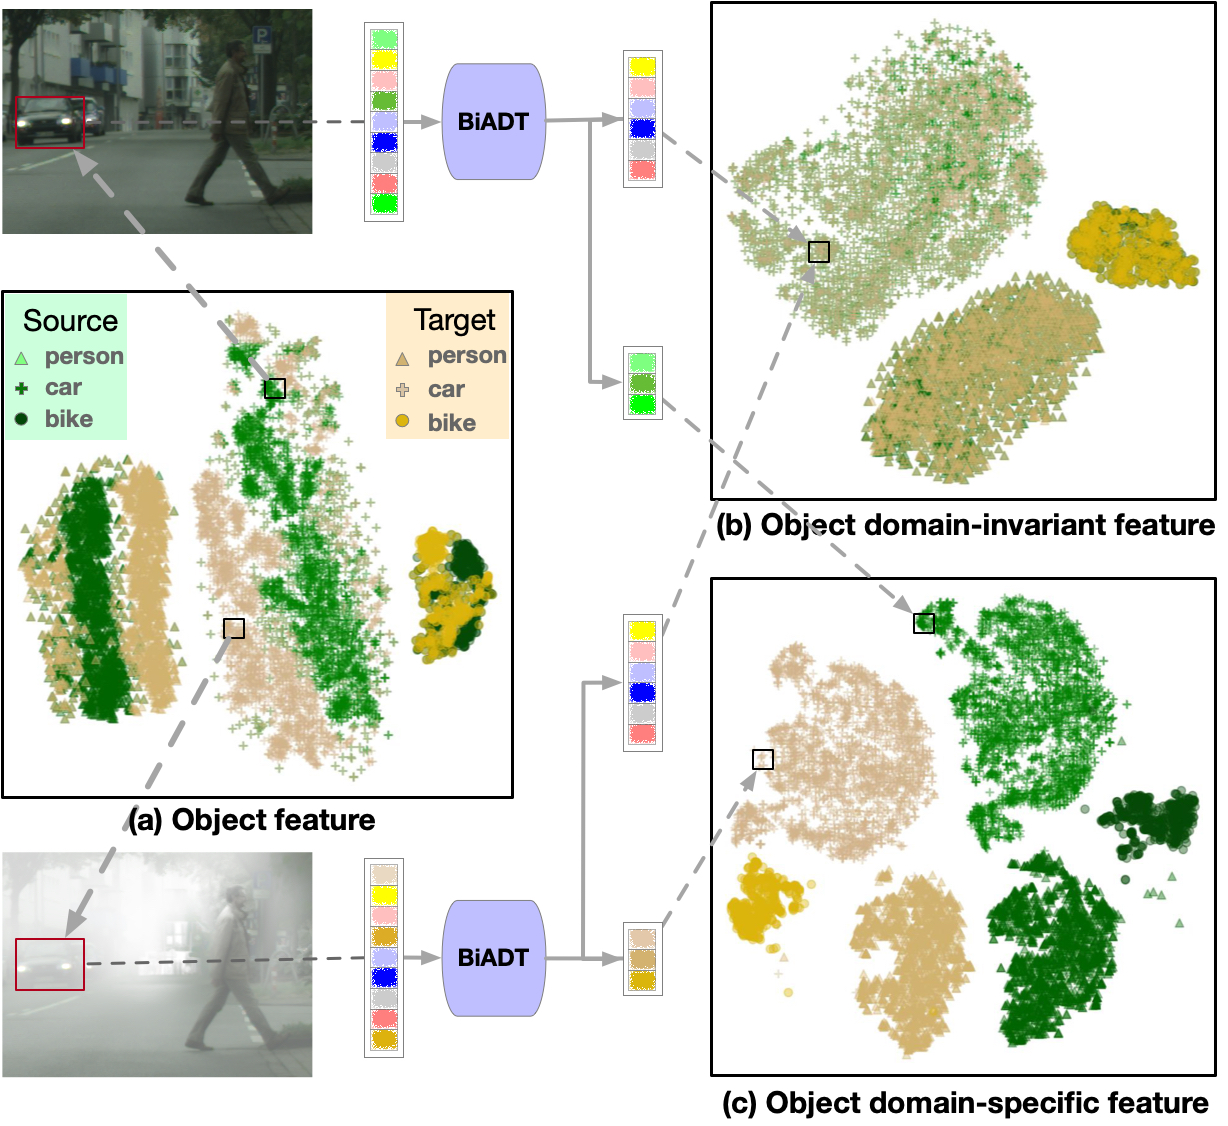 P
BiADT
Source
person
car
bike
Target
person
car
bike
(a) Object feature
(b) Object domain-invariant feature
BiADT
(c) Object domain-specific feature